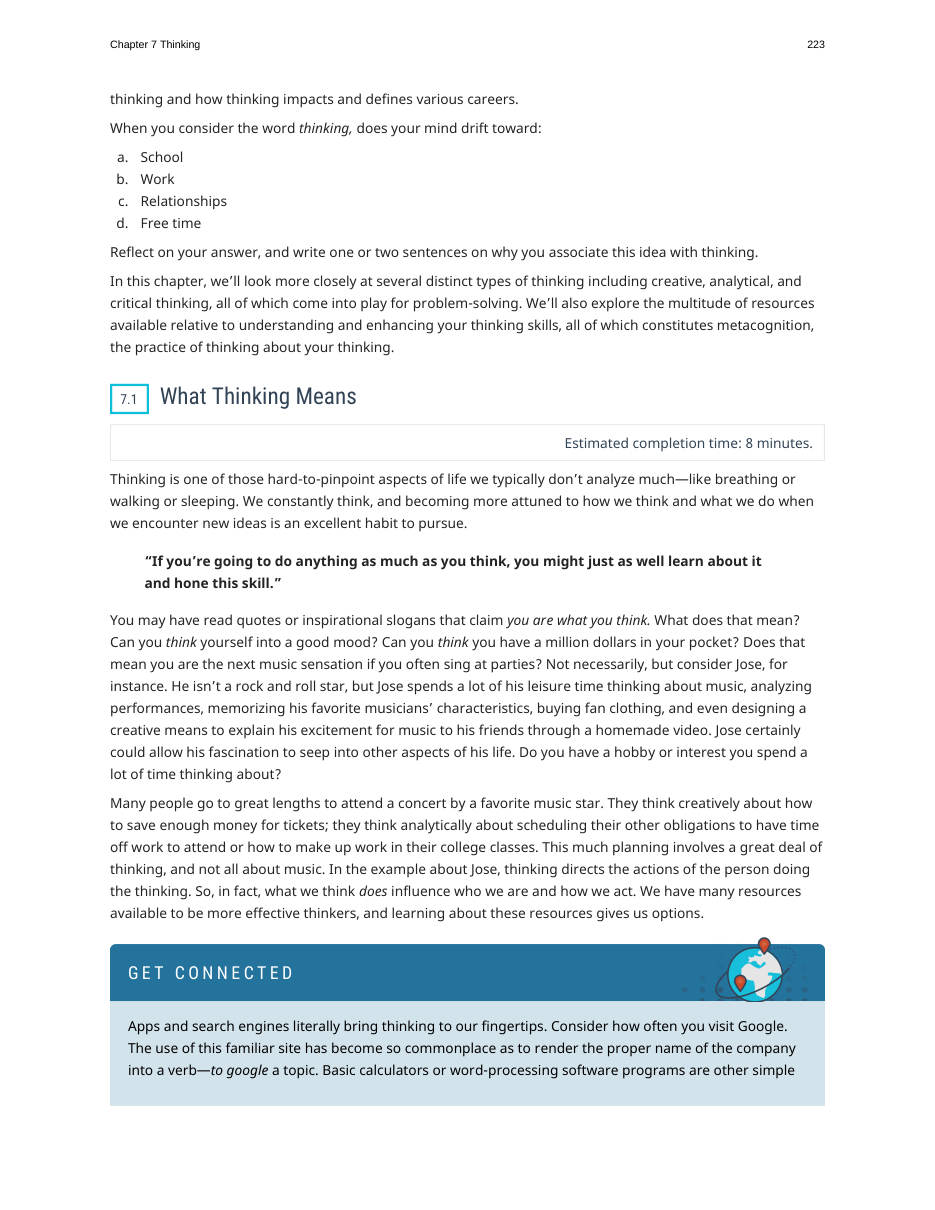 Chapter 7 Thinking 223
thinking and how thinking impacts and defines various careers.
When you consider the word thinking, does your mind drift toward:
a. School
b. Work
c. Relationships
d. Free time
Reflect on your answer, and write one or two sentences on why you associate this idea with thinking.
In this chapter, we’ll look more closely at several distinct types of thinking including creative, analytical, and
critical thinking, all of which come into play for problem-solving. We’ll also explore the multitude of resources
available relative to understanding and enhancing your thinking skills, all of which constitutes metacognition,
the practice of thinking about your thinking.
7.1 What Thinking Means
Estimated completion time: 8 minutes.
Thinking is one of those hard-to-pinpoint aspects of life we typically don’t analyze much—like breathing or
walking or sleeping. We constantly think, and becoming more attuned to how we think and what we do when
we encounter new ideas is an excellent habit to pursue.
“If you’re going to do anything as much as you think, you might just as well learn about it
and hone this skill.”
You may have read quotes or inspirational slogans that claim you are what you think. What does that mean?
Can you think yourself into a good mood? Can you think you have a million dollars in your pocket? Does that
mean you are the next music sensation if you often sing at parties? Not necessarily, but consider Jose, for
instance. He isn’t a rock and roll star, but Jose spends a lot of his leisure time thinking about music, analyzing
performances, memorizing his favorite musicians’ characteristics, buying fan clothing, and even designing a
creative means to explain his excitement for music to his friends through a homemade video. Jose certainly
could allow his fascination to seep into other aspects of his life. Do you have a hobby or interest you spend a
lot of time thinking about?
Many people go to great lengths to attend a concert by a favorite music star. They think creatively about how
to save enough money for tickets; they think analytically about scheduling their other obligations to have time
off work to attend or how to make up work in their college classes. This much planning involves a great deal of
thinking, and not all about music. In the example about Jose, thinking directs the actions of the person doing
the thinking. So, in fact, what we think does influence who we are and how we act. We have many resources
available to be more effective thinkers, and learning about these resources gives us options.
GET CONNECTED
Apps and search engines literally bring thinking to our fingertips. Consider how often you visit Google.
The use of this familiar site has become so commonplace as to render the proper name of the company
into a verb—to google a topic. Basic calculators or word-processing software programs are other simple